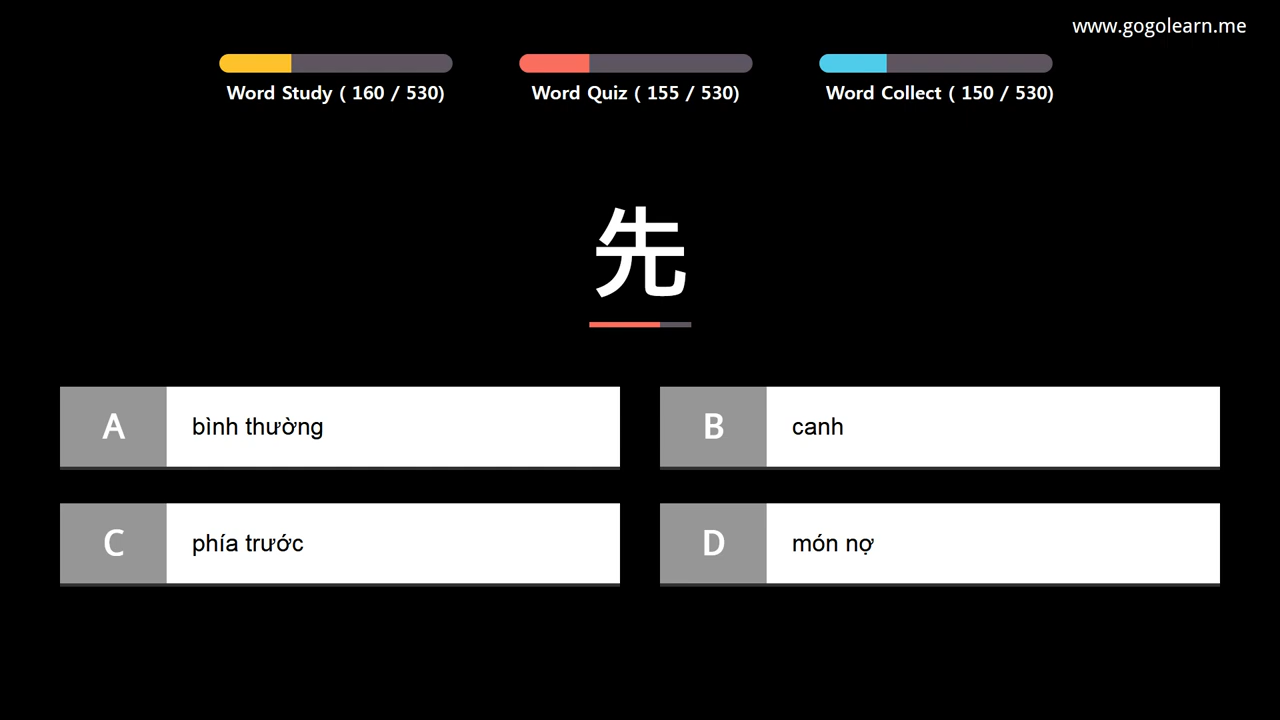 www.gogolearn.me
Word Study ( 160 / 530)
Word Quiz ( 155 / 530)
Word Collect ( 150 / 530)
先
A
bình thường
B
canh
C
phía trước
D
món nợ